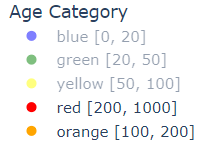 Age Category
blue [0, 20]
green [20, 50]
yellow [50, 100]
red [200, 1000]
orange [100, 200]